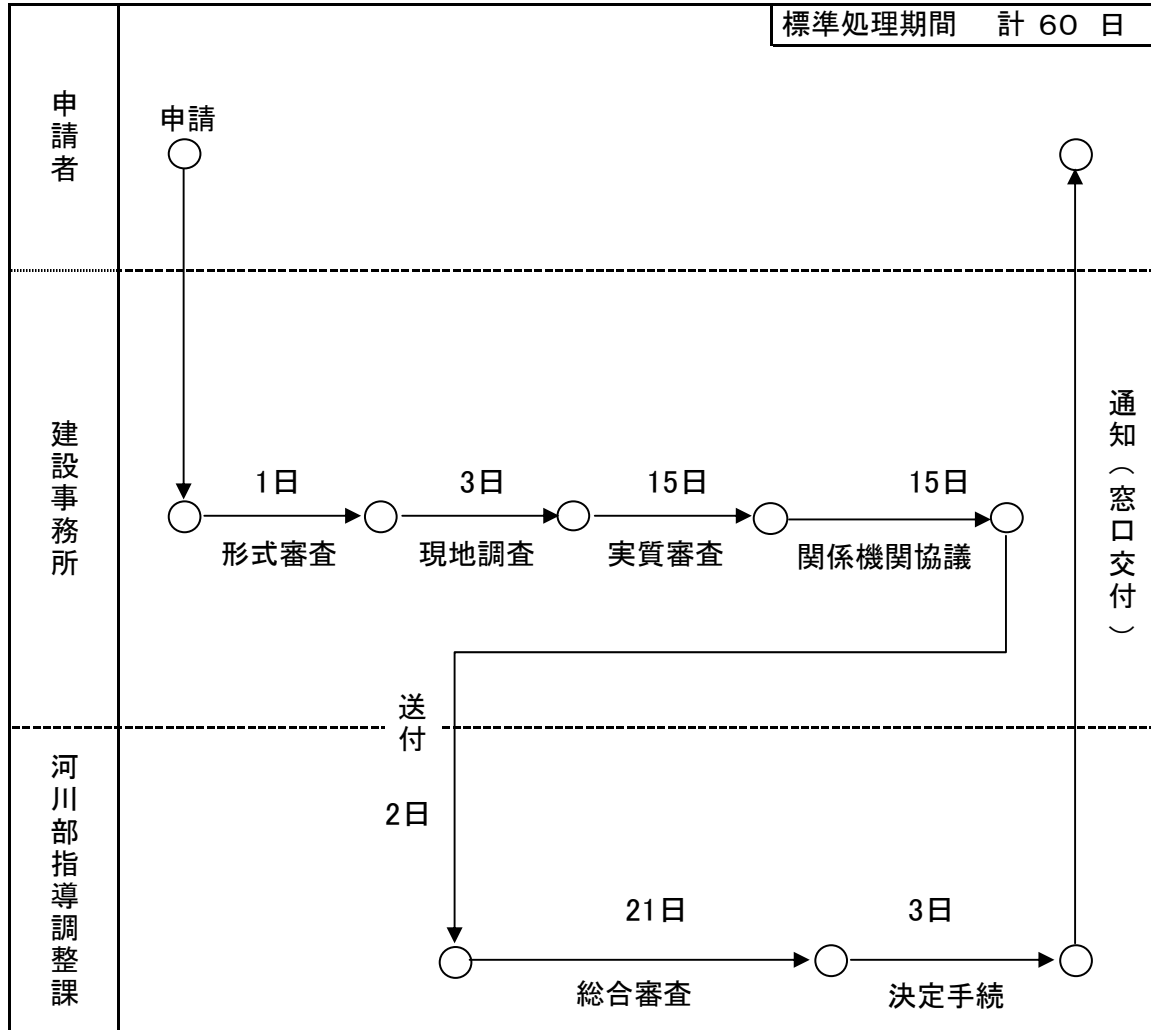 標準処理期間 計 60 日
申請者
申請
建設事務所
1日
3日
15日
15日
形式審査
現地調査
実質審査
関係機関協議
通知（窓口交付）
送付
2日
河川部指導調整課
21日
3日
総合審査
決定手続